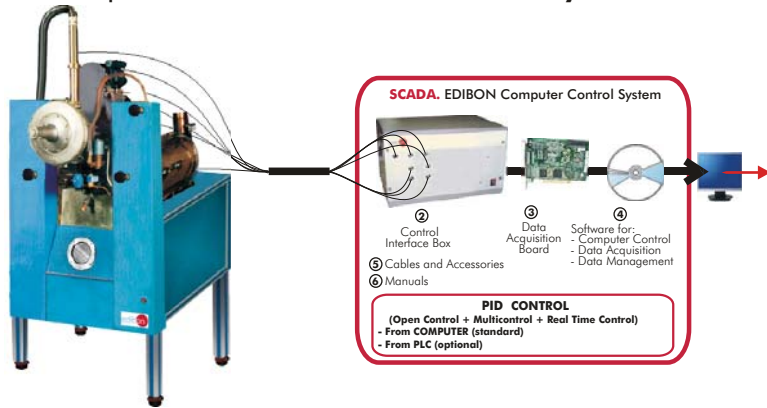 SCADA. EDIBON Computer Control System
②
Control
Interface Box
③
Data
Acquisition
Board
④
Software for:
- Computer Control
- Data Acquisition
- Data Management
⑤ Cables and Accessories
⑥ Manuals
PID CONTROL
(Open Control + Multicontrol + Real Time Control)
- From COMPUTER (standard)
- From PLC (optional)